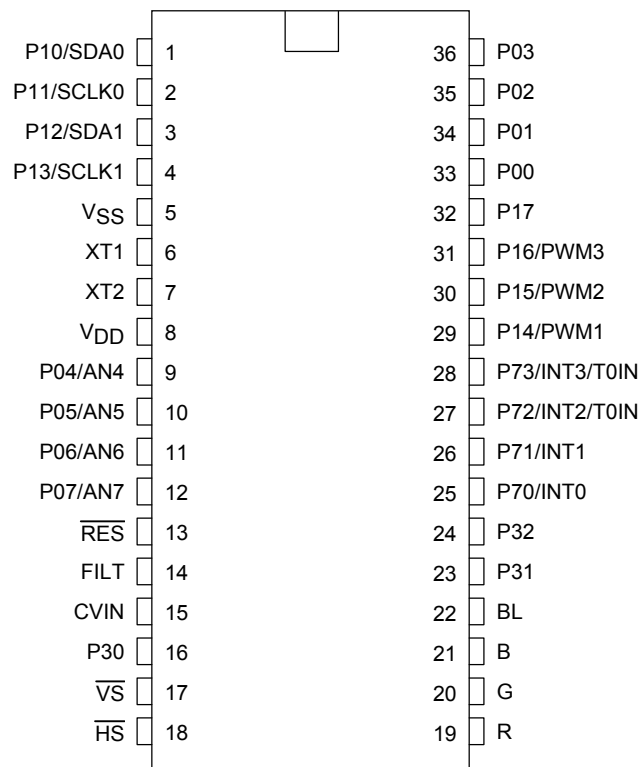 P10/SDA0 1 36 P03
P11/SCLK0 2 35 P02
P12/SDA1 3 34 P01
P13/SCLK1 4 33 P00
VSS 5 32 P17
XT1 6 31 P16/PWM3
XT2 7 30 P15/PWM2
VDD 8 29 P14/PWM1
P04/AN4 9 28 P73/INT3/T0IN
P05/AN5 10 27 P72/INT2/T0IN
P06/AN6 11 26 P71/INT1
P07/AN7 12 25 P70/INT0
R̅E̅S̅ 13 24 P32
FILT 14 23 P31
CVIN 15 22 BL
P30 16 21 B
V̅S̅ 17 20 G
H̅S̅ 18 19 R